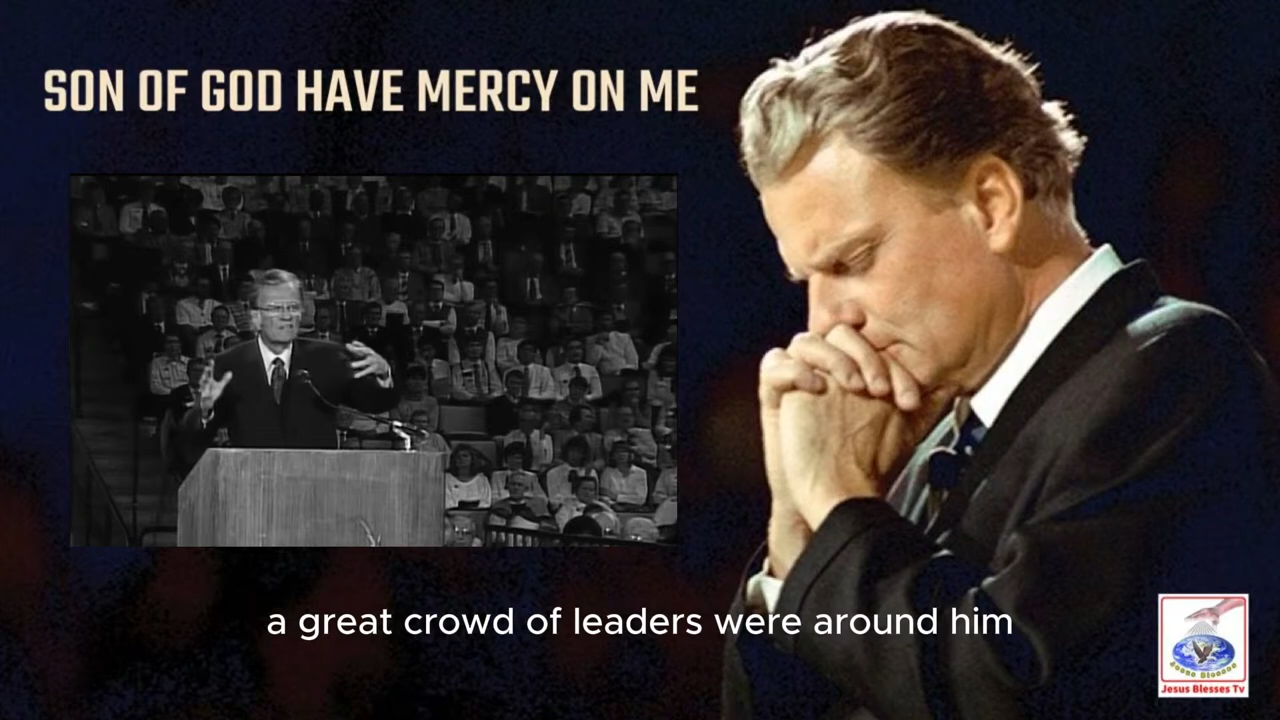 SON OF GOD HAVE MERCY ON ME
a great crowd of leaders were around him
Jesus Blesses Tv